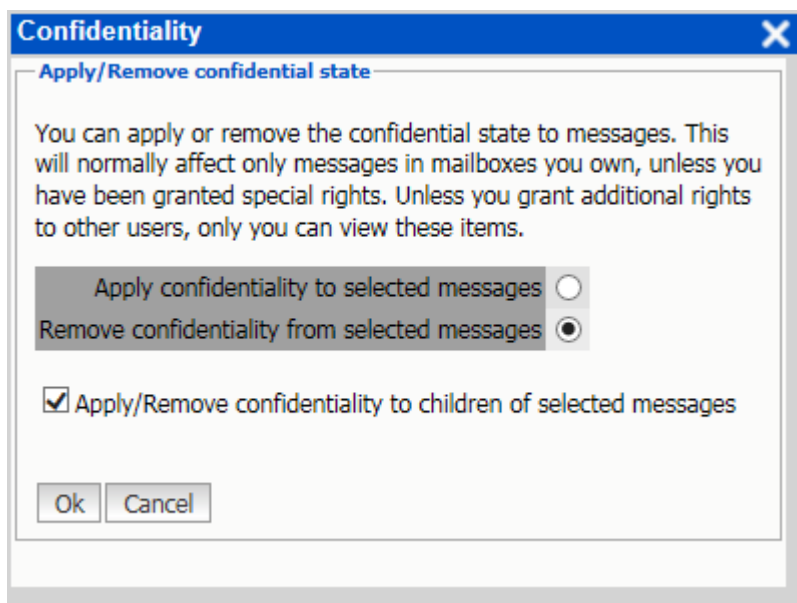 Confidentiality
Apply/Remove confidential state
You can apply or remove the confidential state to messages. This
will normally affect only messages in mailboxes you own, unless you
have been granted special rights. Unless you grant additional rights
to other users, only you can view these items.
Apply confidentiality to selected messages
Remove confidentiality from selected messages
Apply/Remove confidentiality to children of selected messages
Ok Cancel